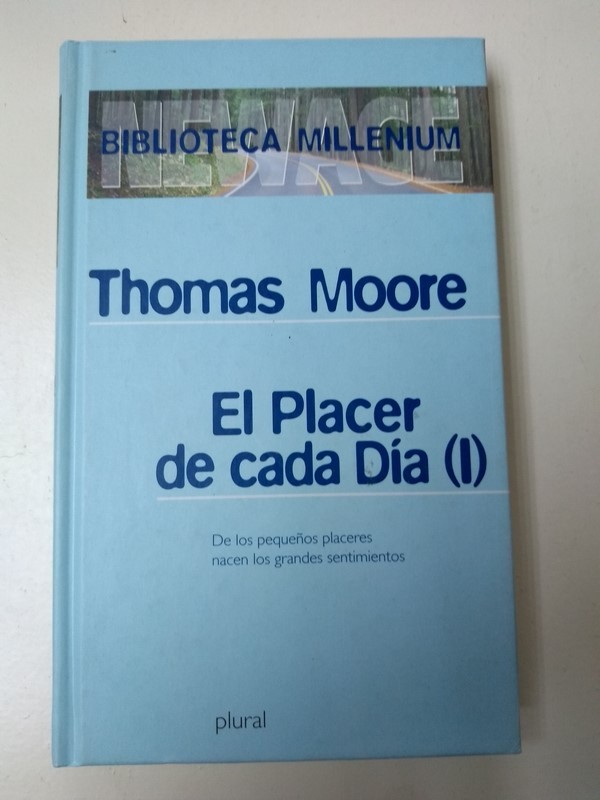 NEW AGE
BIBLIOTECA MILLENIUM
Thomas Moore
El Placer
de cada Día (I)
De los pequeños placeres
nacen los grandes sentimientos
plural